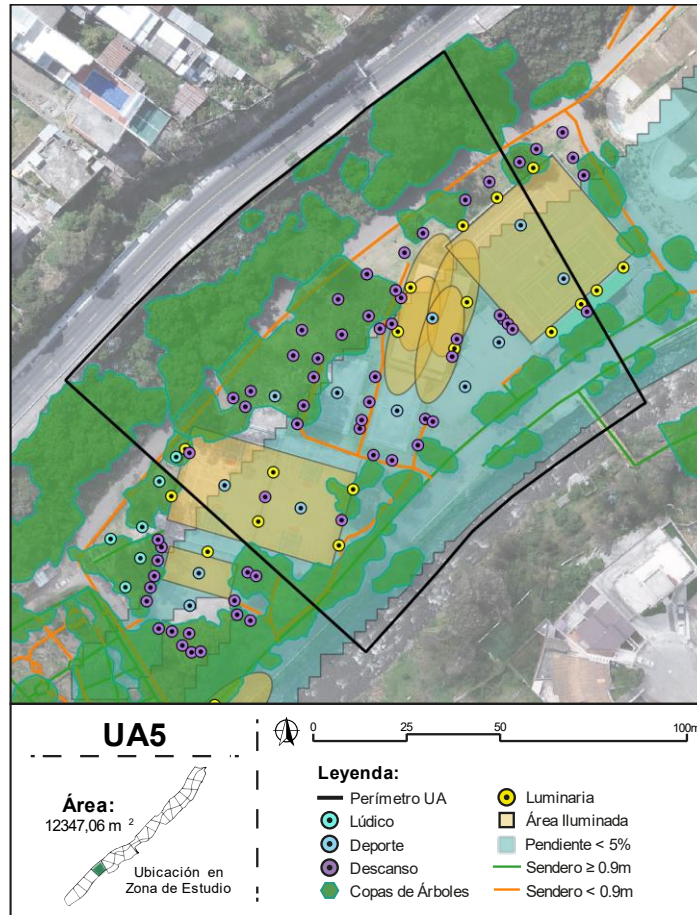 UA5
Área:
12347,06 m²
Ubicación en
Zona de Estudio
0 25 50 100m
Leyenda:
Perímetro UA
Lúdico
Deporte
Descanso
Copas de Árboles
Luminaria
Área Iluminada
Pendiente < 5%
Sendero ≥ 0.9m
Sendero < 0.9m